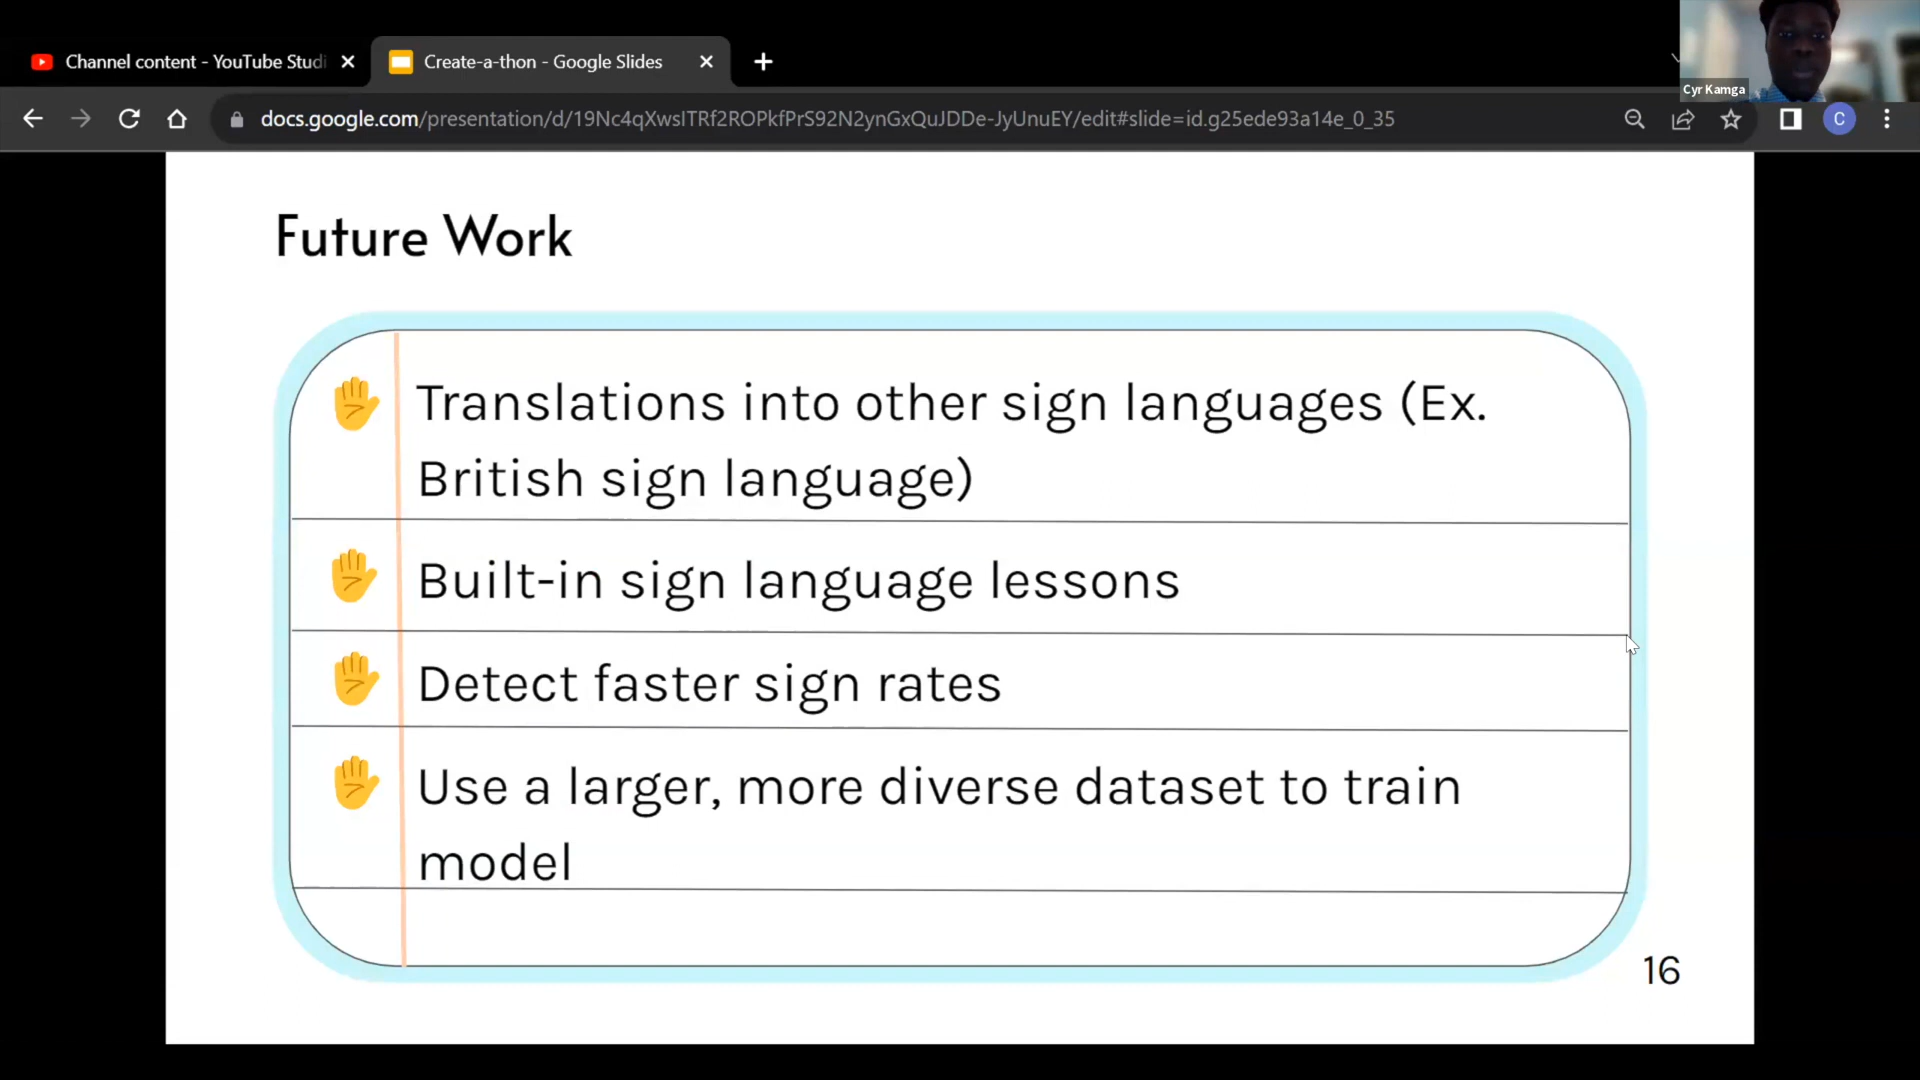 Channel content - YouTube Studi
Create-a-thon - Google Slides
Cyr Kamga
docs.google.com/presentation/d/19Nc4qXwsITRf2ROPkfPrS92N2ynGxQuJDDe-JyUnuEY/edit#slide=id.g25ede93a14e_0_35
C
Future Work
Translations into other sign languages (Ex.
British sign language)
Built-in sign language lessons
Detect faster sign rates
Use a larger, more diverse dataset to train
model
16